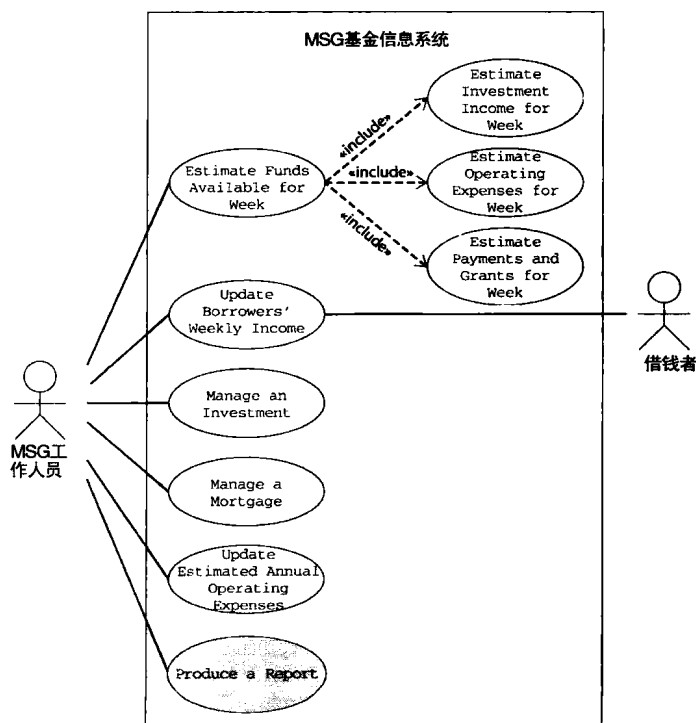 MSG基金信息系统
Estimate
Investment
Income for
Week
«include»
Estimate Funds
Available for
Week
«include»
Estimate
Operating
Expenses for
Week
«include»
Estimate
Payments and
Grants for
Week
Update
Borrowers'
Weekly Income
借钱者
Manage an
Investment
MSG工
作人员
Manage a
Mortgage
Update
Estimated Annual
Operating
Expenses
Produce a Report